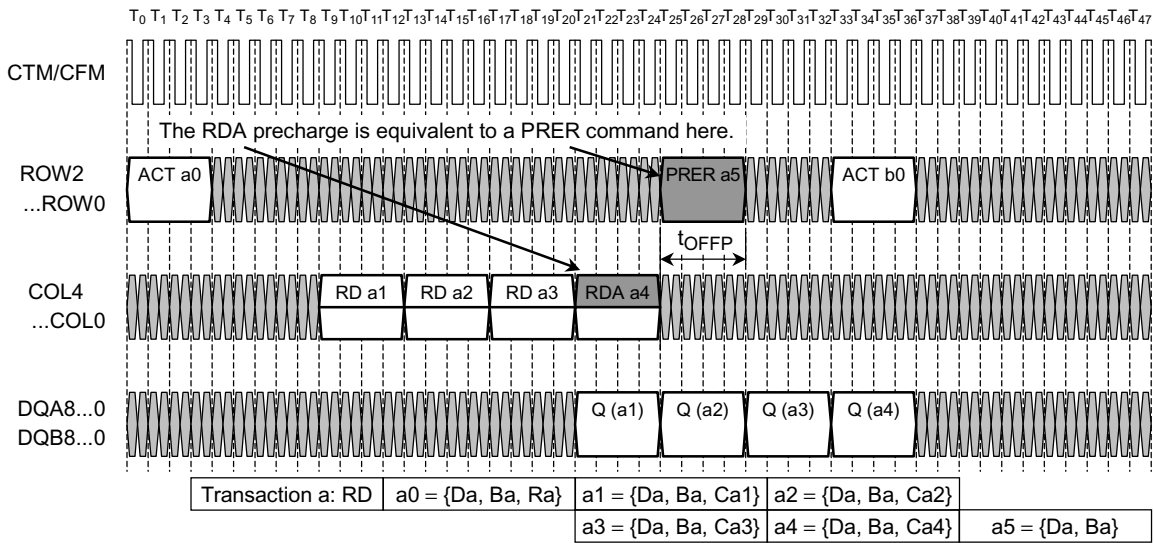 T0 T1 T2 T3 T4 T5 T6 T7 T8 T9 T10 T11 T12 T13 T14 T15 T16 T17 T18 T19 T20 T21 T22 T23 T24 T25 T26 T27 T28 T29 T30 T31 T32 T33 T34 T35 T36 T37 T38 T39 T40 T41 T42 T43 T44 T45 T46 T47
CTM/CFM
The RDA precharge is equivalent to a PRER command here.
ROW2 ACT a0 PRER a5 ACT b0
...ROW0
tOFFP
COL4 RD a1 RD a2 RD a3 RDA a4
...COL0
DQA8...0 Q (a1) Q (a2) Q (a3) Q (a4)
DQB8...0
Transaction a: RD a0 = {Da, Ba, Ra} a1 = {Da, Ba, Ca1} a2 = {Da, Ba, Ca2}
a3 = {Da, Ba, Ca3} a4 = {Da, Ba, Ca4} a5 = {Da, Ba}